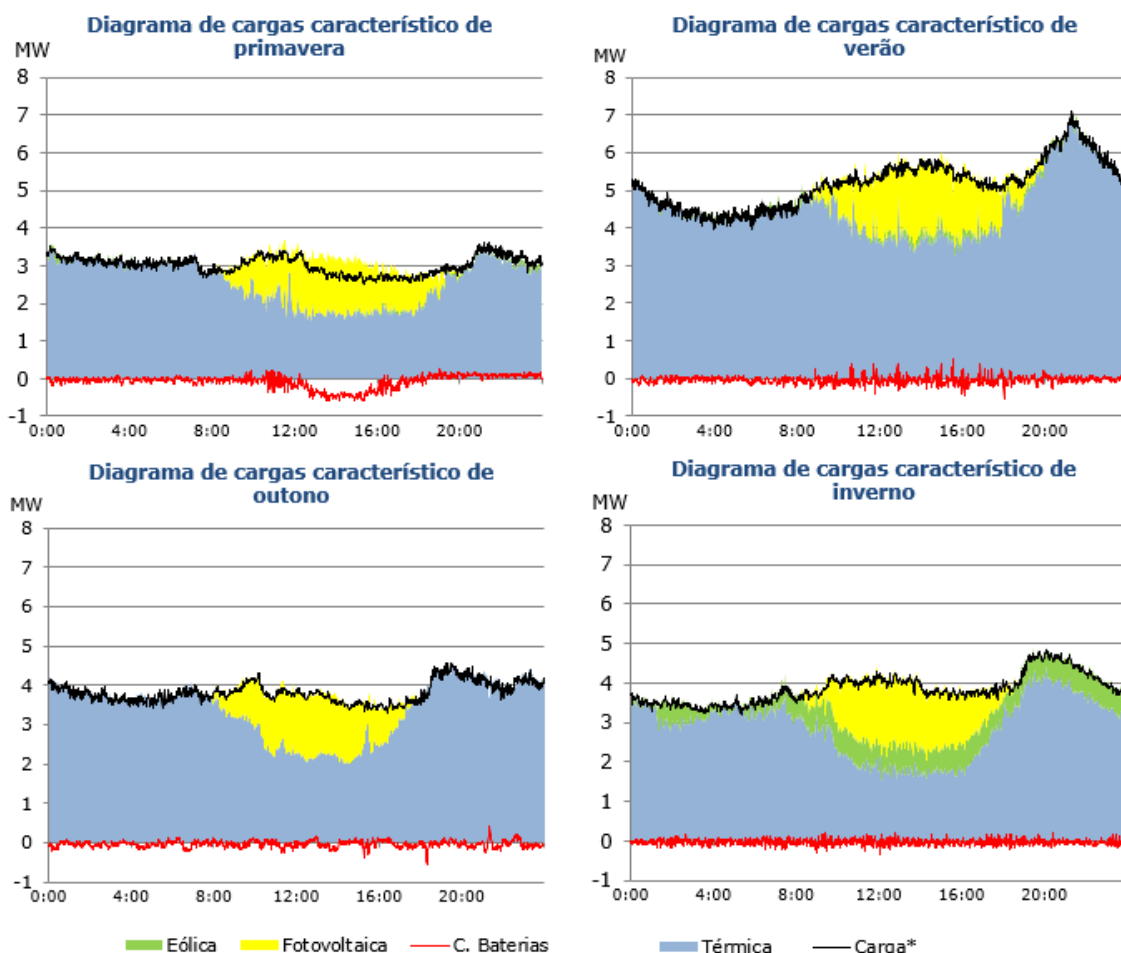 Diagrama de cargas característico de
primavera
MW
8
7
6
5
4
3
2
1
0
-1
0:00 4:00 8:00 12:00 16:00 20:00
Diagrama de cargas característico de
verão
MW
8
7
6
5
4
3
2
1
0
-1
0:00 4:00 8:00 12:00 16:00 20:00
Diagrama de cargas característico de
outono
MW
8
7
6
5
4
3
2
1
0
-1
0:00 4:00 8:00 12:00 16:00 20:00
Diagrama de cargas característico de
inverno
MW
8
7
6
5
4
3
2
1
0
-1
0:00 4:00 8:00 12:00 16:00 20:00
Eólica Fotovoltaica C. Baterias Térmica Carga*